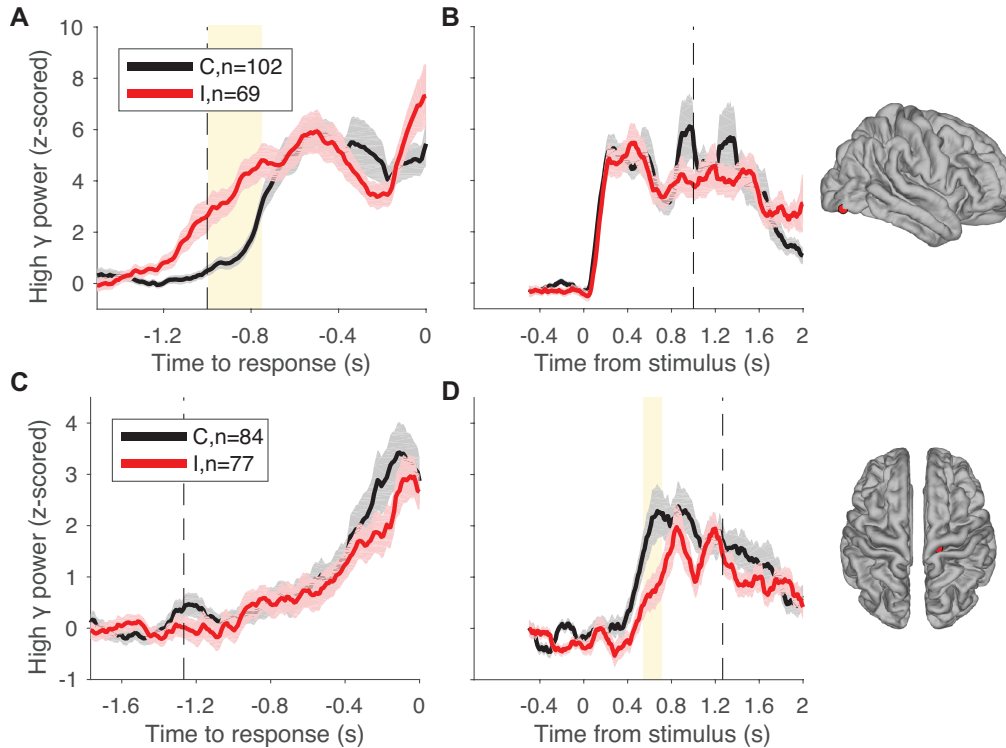 A
B
10
8
6
4
2
0
High γ power (z-scored)
C,n=102
I,n=69
-1.2
-0.8
-0.4
0
Time to response (s)
-0.4
0
0.4
0.8
1.2
1.6
2
Time from stimulus (s)
C
D
4
3
2
1
0
-1
High γ power (z-scored)
C,n=84
I,n=77
-1.6
-1.2
-0.8
-0.4
0
Time to response (s)
-0.4
0
0.4
0.8
1.2
1.6
2
Time from stimulus (s)